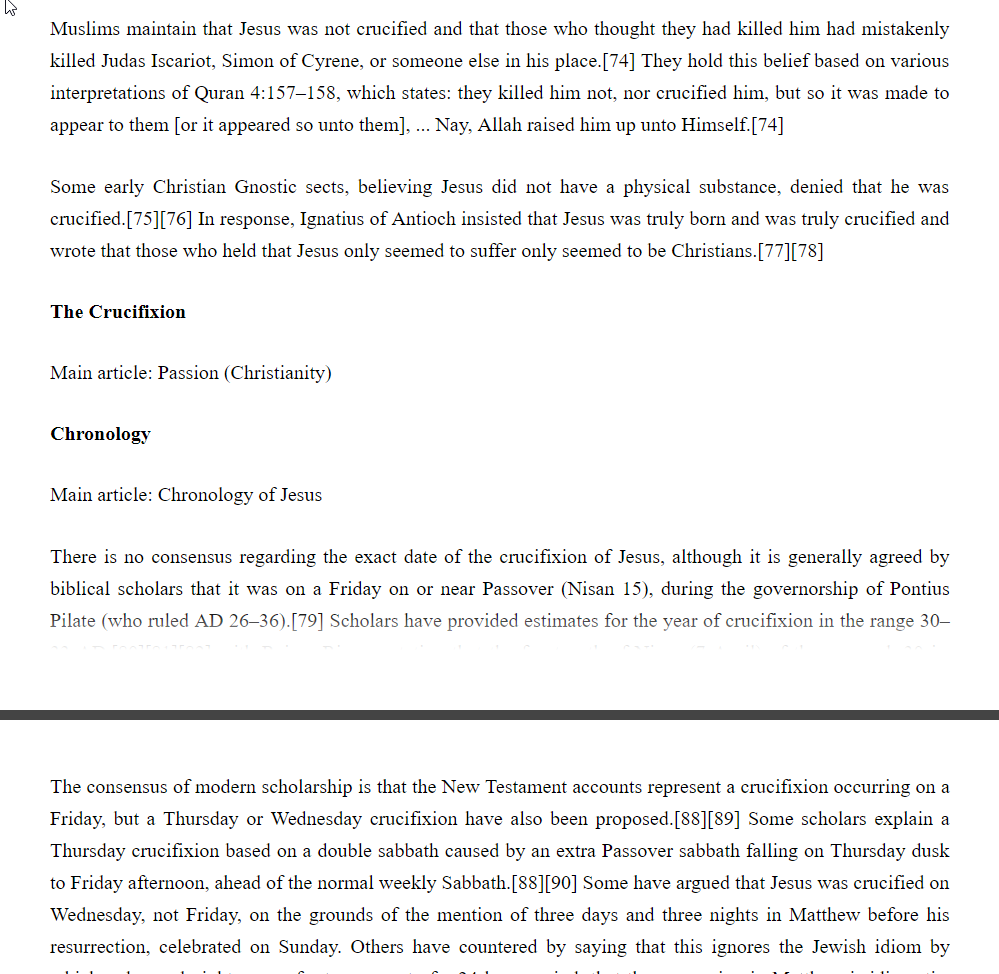 Muslims maintain that Jesus was not crucified and that those who thought they had killed him had mistakenly
killed Judas Iscariot, Simon of Cyrene, or someone else in his place.[74] They hold this belief based on various
interpretations of Quran 4:157–158, which states: they killed him not, nor crucified him, but so it was made to
appear to them [or it appeared so unto them], ... Nay, Allah raised him up unto Himself.[74]
Some early Christian Gnostic sects, believing Jesus did not have a physical substance, denied that he was
crucified.[75][76] In response, Ignatius of Antioch insisted that Jesus was truly born and was truly crucified and
wrote that those who held that Jesus only seemed to suffer only seemed to be Christians.[77][78]
The Crucifixion
Main article: Passion (Christianity)
Chronology
Main article: Chronology of Jesus
There is no consensus regarding the exact date of the crucifixion of Jesus, although it is generally agreed by
biblical scholars that it was on a Friday on or near Passover (Nisan 15), during the governorship of Pontius
Pilate (who ruled AD 26–36).[79] Scholars have provided estimates for the year of crucifixion in the range 30–
The consensus of modern scholarship is that the New Testament accounts represent a crucifixion occurring on a
Friday, but a Thursday or Wednesday crucifixion have also been proposed.[88][89] Some scholars explain a
Thursday crucifixion based on a double sabbath caused by an extra Passover sabbath falling on Thursday dusk
to Friday afternoon, ahead of the normal weekly Sabbath.[88][90] Some have argued that Jesus was crucified on
Wednesday, not Friday, on the grounds of the mention of three days and three nights in Matthew before his
resurrection, celebrated on Sunday. Others have countered by saying that this ignores the Jewish idiom by